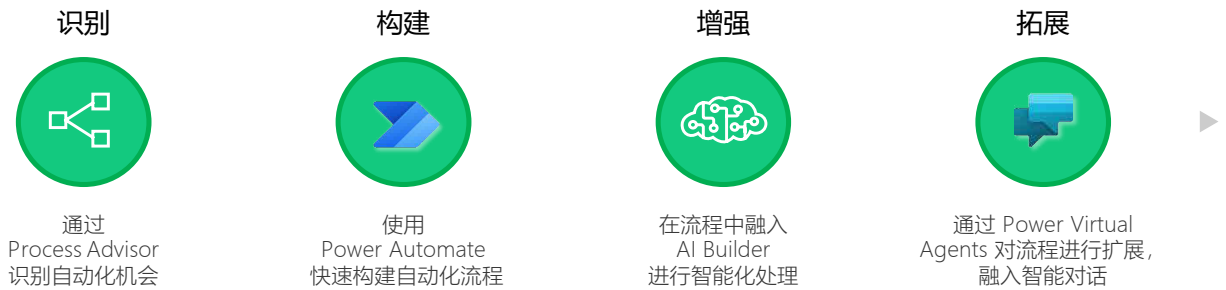 识别
通过
Process Advisor
识别自动化机会
构建
使用
Power Automate
快速构建自动化流程
增强
在流程中融入
AI Builder
进行智能化处理
拓展
通过 Power Virtual
Agents 对流程进行扩展，
融入智能对话